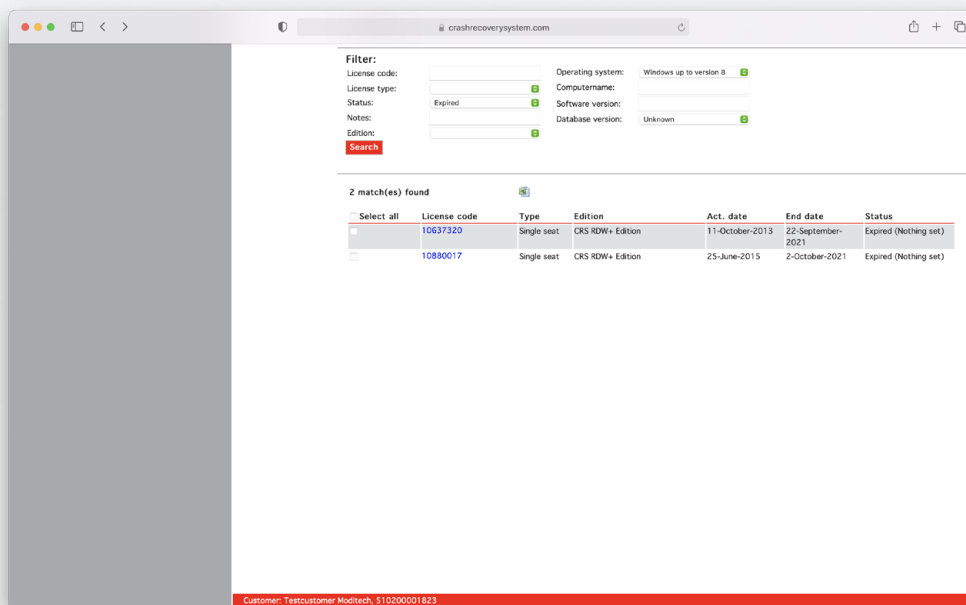 crashrecoverysystem.com
Filter:
License code:
Operating system: Windows up to version 8
License type:
Computername:
Status: Expired
Software version:
Notes:
Database version: Unknown
Edition:
Search
2 match(es) found
Select all License code Type Edition Act. date End date Status
10637320 Single seat CRS RDW+ Edition 11-October-2013 22-September-2021 Expired (Nothing set)
10880017 Single seat CRS RDW+ Edition 25-June-2015 2-October-2021 Expired (Nothing set)
Customer: Testcustomer Moditech, 510200001823